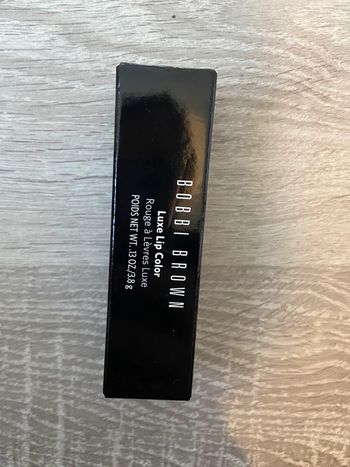 BOBBI BROWN
Luxe Lip Color
Rouge à Lèvres Luxe
POIDS NET WT. .13 OZ./3.8 g